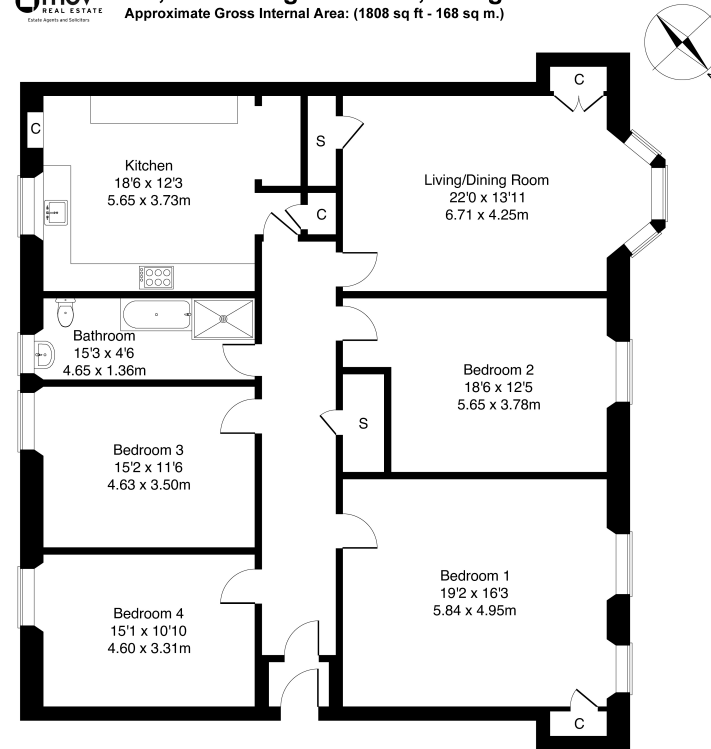 REAL ESTATE
Estate Agents and Solicitors
Approximate Gross Internal Area: (1808 sq ft - 168 sq m.)
C
C
Kitchen
18'6 x 12'3
5.65 x 3.73m
S
C
Living/Dining Room
22'0 x 13'11
6.71 x 4.25m
Bathroom
15'3 x 4'6
4.65 x 1.36m
Bedroom 2
18'6 x 12'5
5.65 x 3.78m
S
Bedroom 3
15'2 x 11'6
4.63 x 3.50m
Bedroom 1
19'2 x 16'3
5.84 x 4.95m
Bedroom 4
15'1 x 10'10
4.60 x 3.31m
C